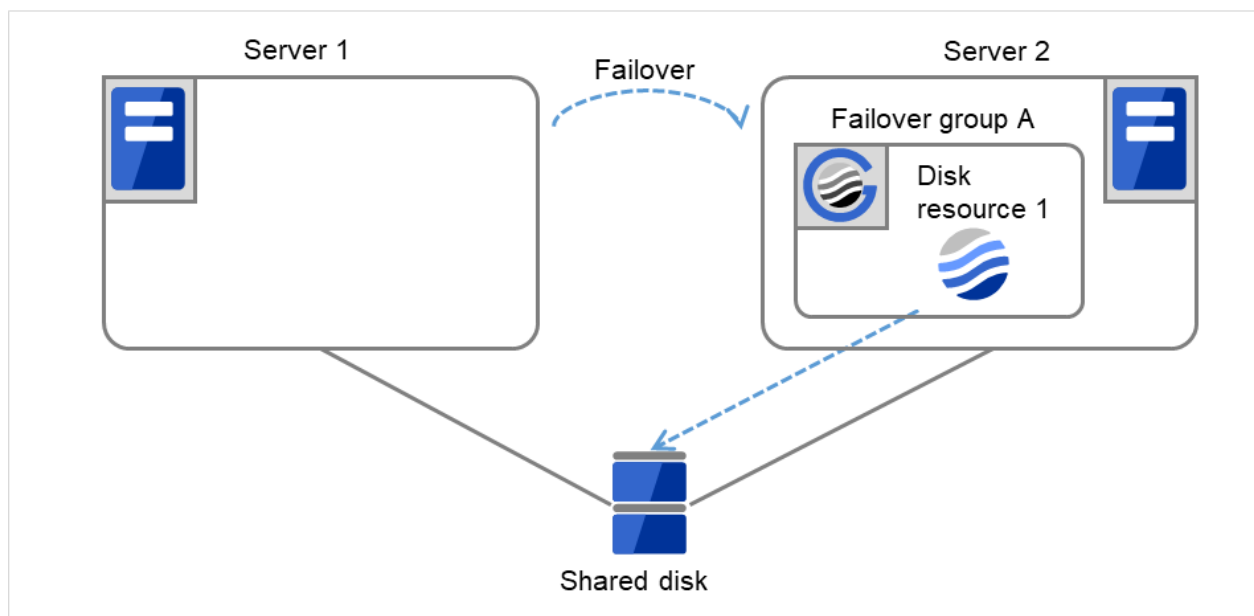 Server 1
Failover
Server 2
Failover group A
Disk
resource 1
Shared disk